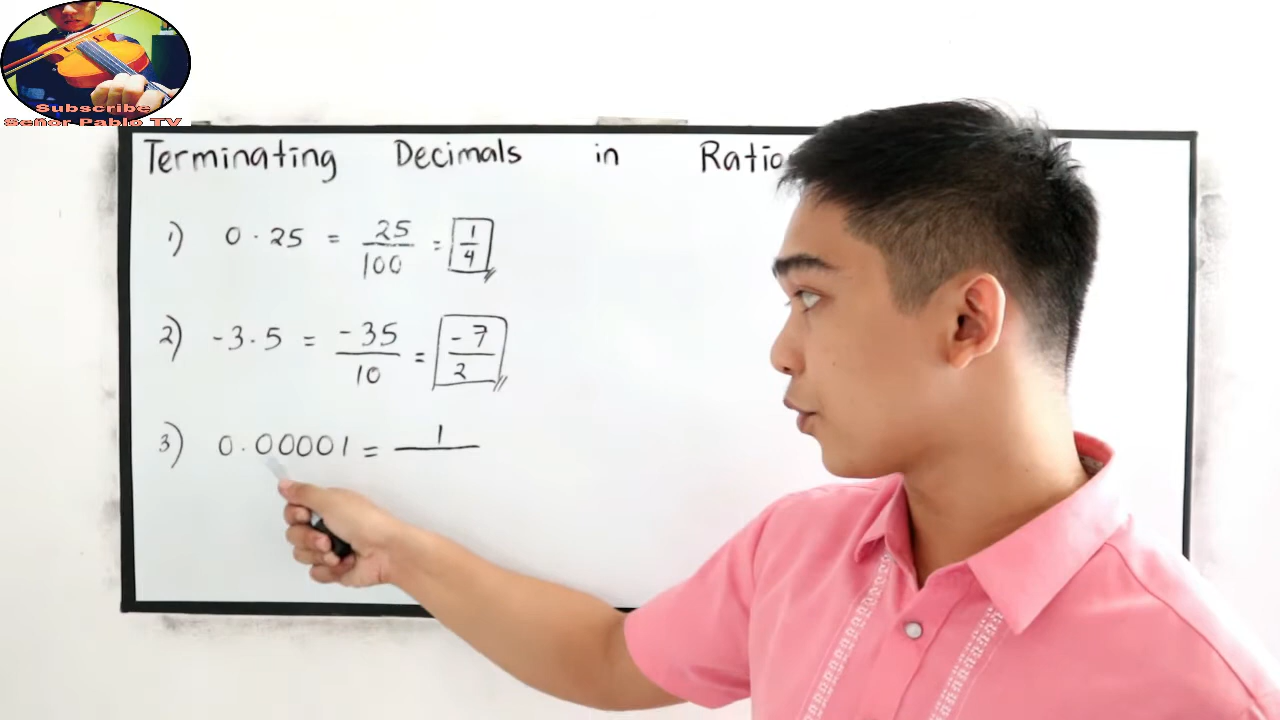 Subscribe
Señor Pablo TV
Terminating Decimals in Ratio
1) 0.25 = 25/100 = 1/4
2) -3.5 = -35/10 = -7/2
3) 0.00001 = 1/